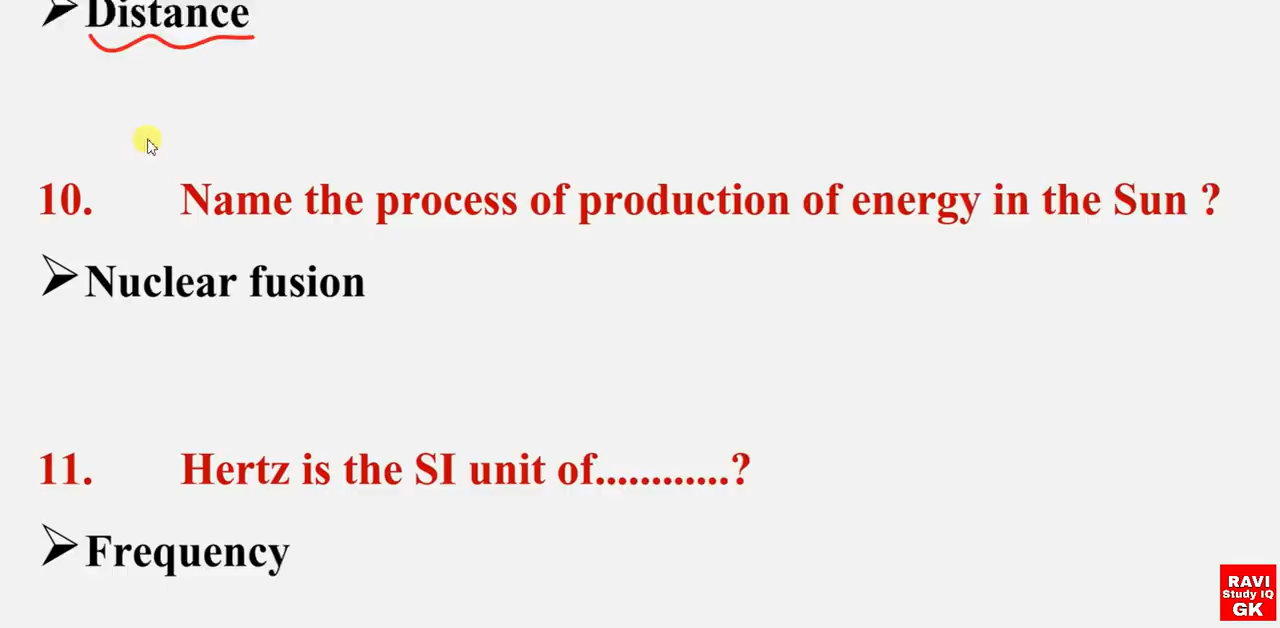 ➢Distance
10. Name the process of production of energy in the Sun ?
➢Nuclear fusion
11. Hertz is the SI unit of............?
➢Frequency
RAVI
Study IQ
GK